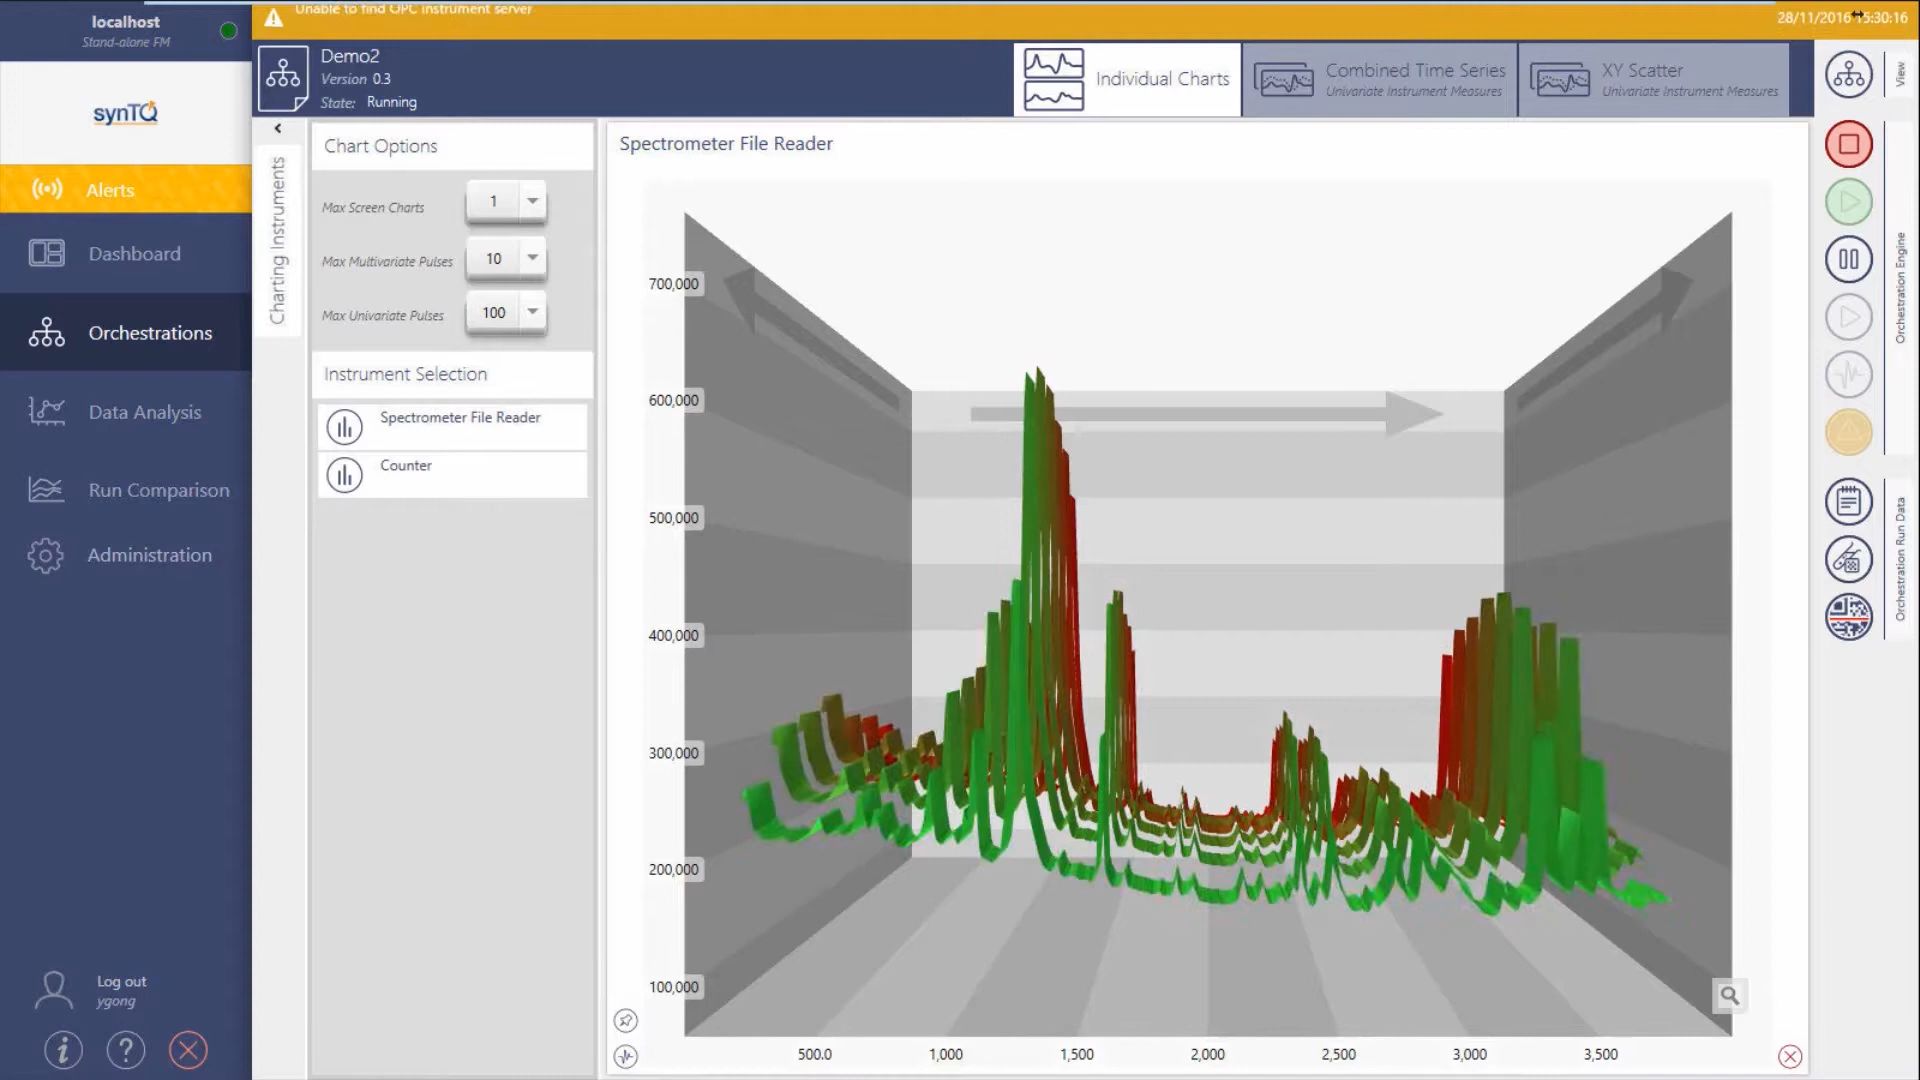 localhost
Stand-alone FM
Unable to find OPC instrument server
28/11/2016 15:30:16
synTQ
Alerts
Dashboard
Orchestrations
Data Analysis
Run Comparison
Administration
Log out
ygong
Demo2
Version 0.3
State: Running
Individual Charts
Combined Time Series
Univariate Instrument Measures
XY Scatter
Univariate Instrument Measures
Charting Instruments
Chart Options
Max Screen Charts 1
Max Multivariate Pulses 10
Max Univariate Pulses 100
Instrument Selection
Spectrometer File Reader
Counter
Spectrometer File Reader
700,000
600,000
500,000
400,000
300,000
200,000
100,000
500.0 1,000 1,500 2,000 2,500 3,000 3,500
View
Orchestration Engine
Orchestration Run Data